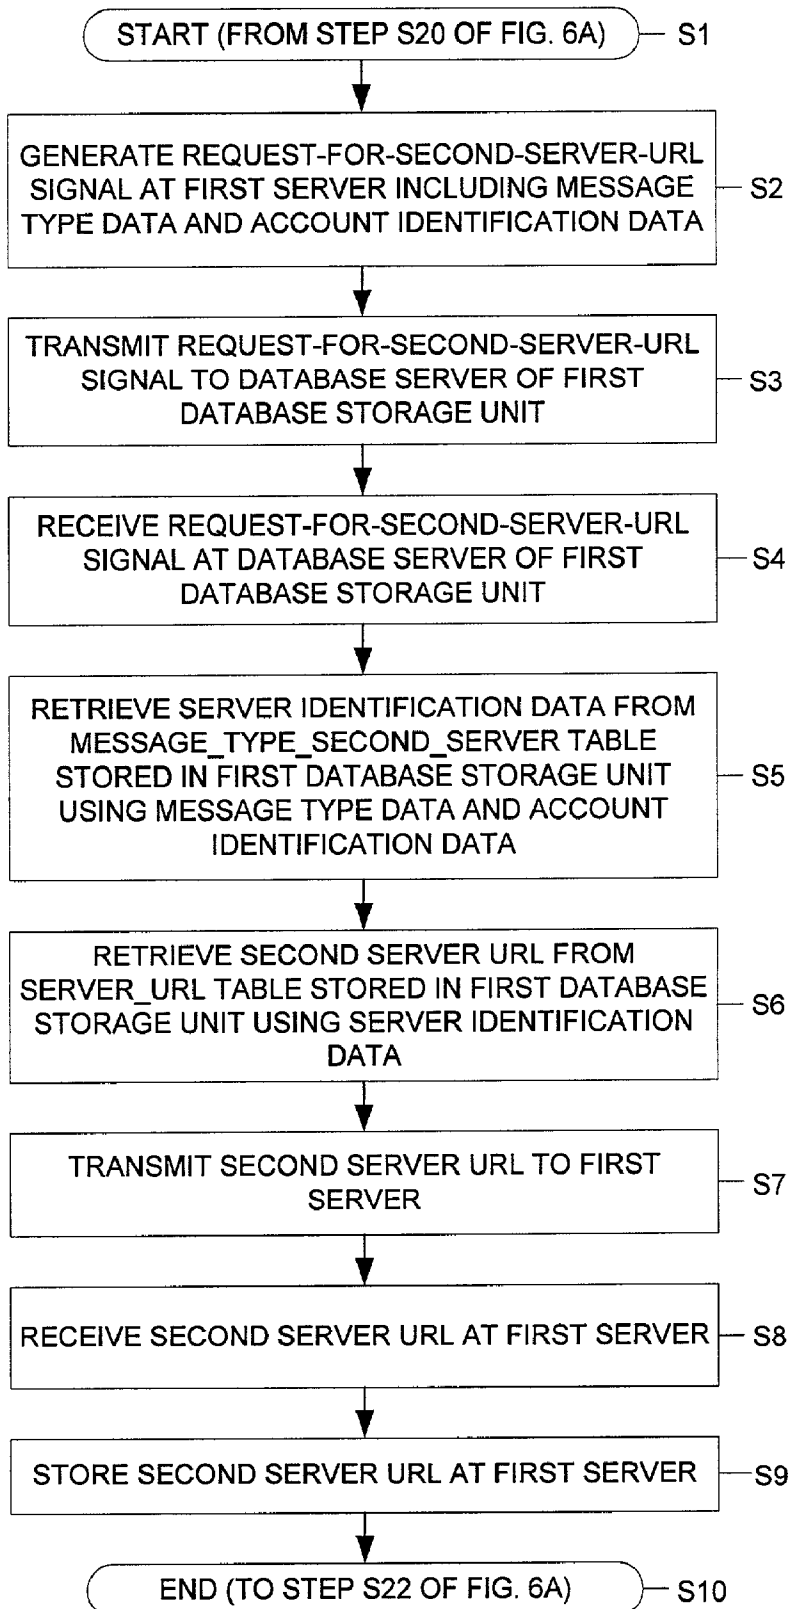 START (FROM STEP S20 OF FIG. 6A)
S1
GENERATE REQUEST-FOR-SECOND-SERVER-URL
SIGNAL AT FIRST SERVER INCLUDING MESSAGE
TYPE DATA AND ACCOUNT IDENTIFICATION DATA
S2
TRANSMIT REQUEST-FOR-SECOND-SERVER-URL
SIGNAL TO DATABASE SERVER OF FIRST
DATABASE STORAGE UNIT
S3
RECEIVE REQUEST-FOR-SECOND-SERVER-URL
SIGNAL AT DATABASE SERVER OF FIRST
DATABASE STORAGE UNIT
S4
RETRIEVE SERVER IDENTIFICATION DATA FROM
MESSAGE_TYPE_SECOND_SERVER TABLE
STORED IN FIRST DATABASE STORAGE UNIT
USING MESSAGE TYPE DATA AND ACCOUNT
IDENTIFICATION DATA
S5
RETRIEVE SECOND SERVER URL FROM
SERVER_URL TABLE STORED IN FIRST DATABASE
STORAGE UNIT USING SERVER IDENTIFICATION
DATA
S6
TRANSMIT SECOND SERVER URL TO FIRST
SERVER
S7
RECEIVE SECOND SERVER URL AT FIRST SERVER
S8
STORE SECOND SERVER URL AT FIRST SERVER
S9
END (TO STEP S22 OF FIG. 6A)
S10